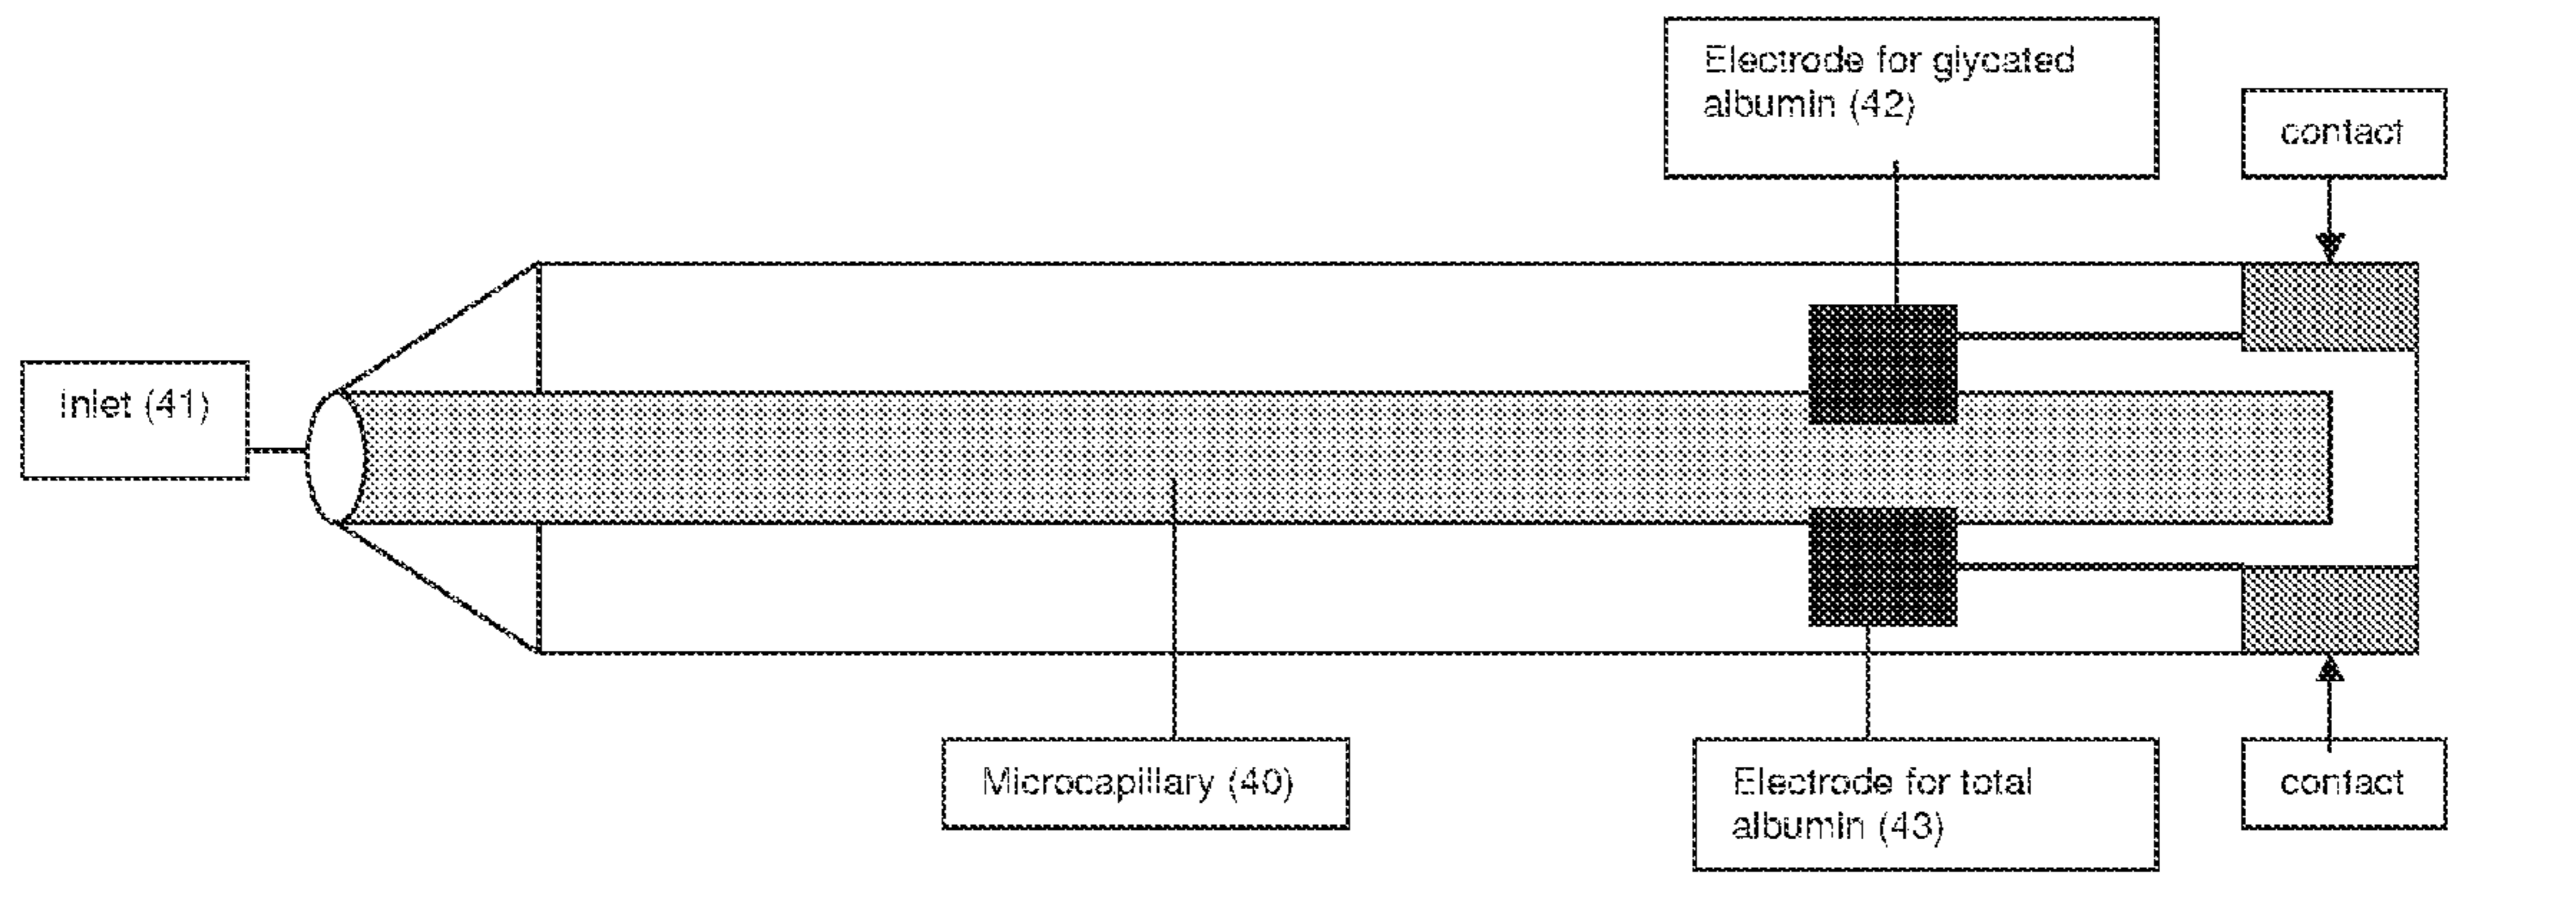 Electrode for glycated
albumin (42)
contact
Inlet (41)
Microcapillary (40)
Electrode for total
albumin (43)
contact